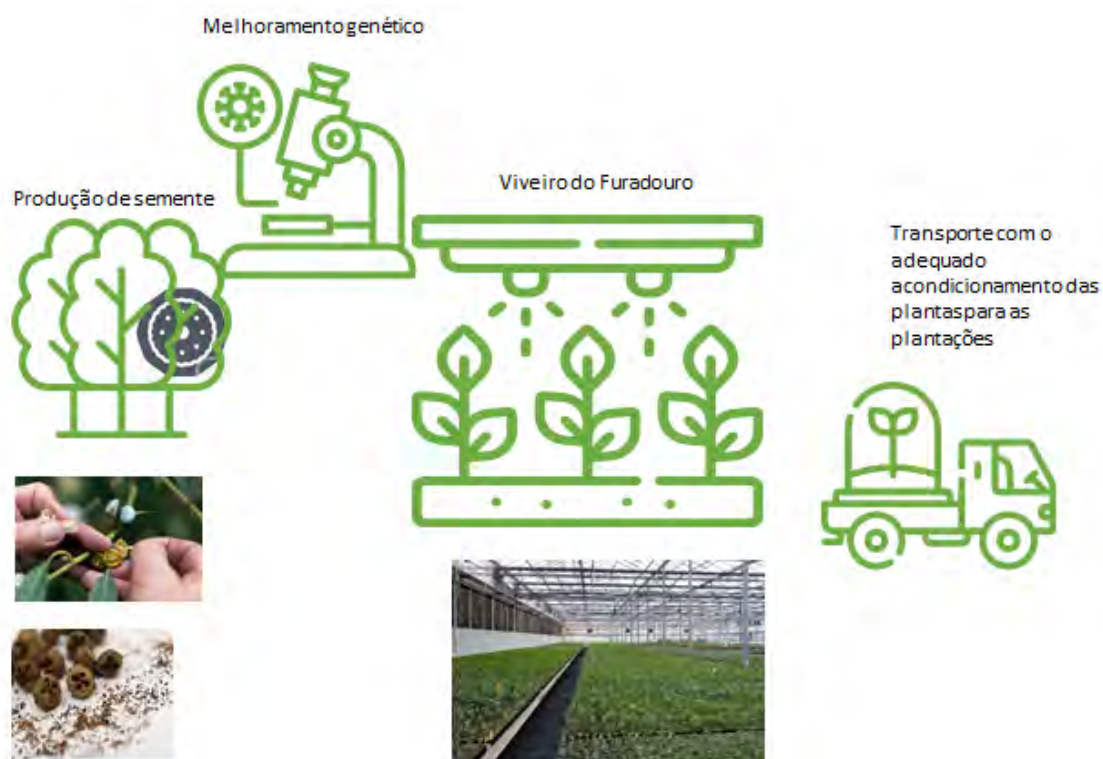 Melhoramento genético
Produção de semente
Viveiro do Furadouro
Transporte com o
adequado
acondicionamento das
plantas para as
plantações